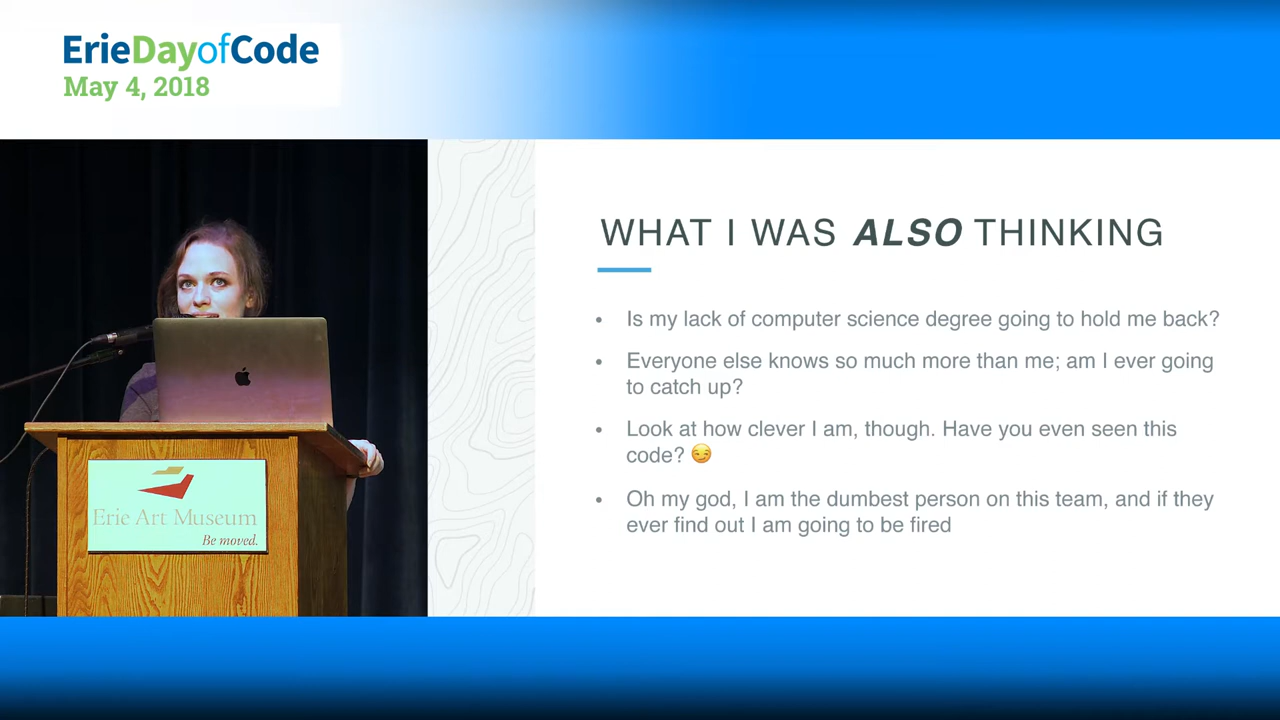 ErieDayofCode
May 4, 2018
WHAT I WAS ALSO THINKING
• Is my lack of computer science degree going to hold me back?
• Everyone else knows so much more than me; am I ever going
to catch up?
• Look at how clever I am, though. Have you even seen this
code? 😏
• Oh my god, I am the dumbest person on this team, and if they
ever find out I am going to be fired
Erie Art Museum
Be moved.